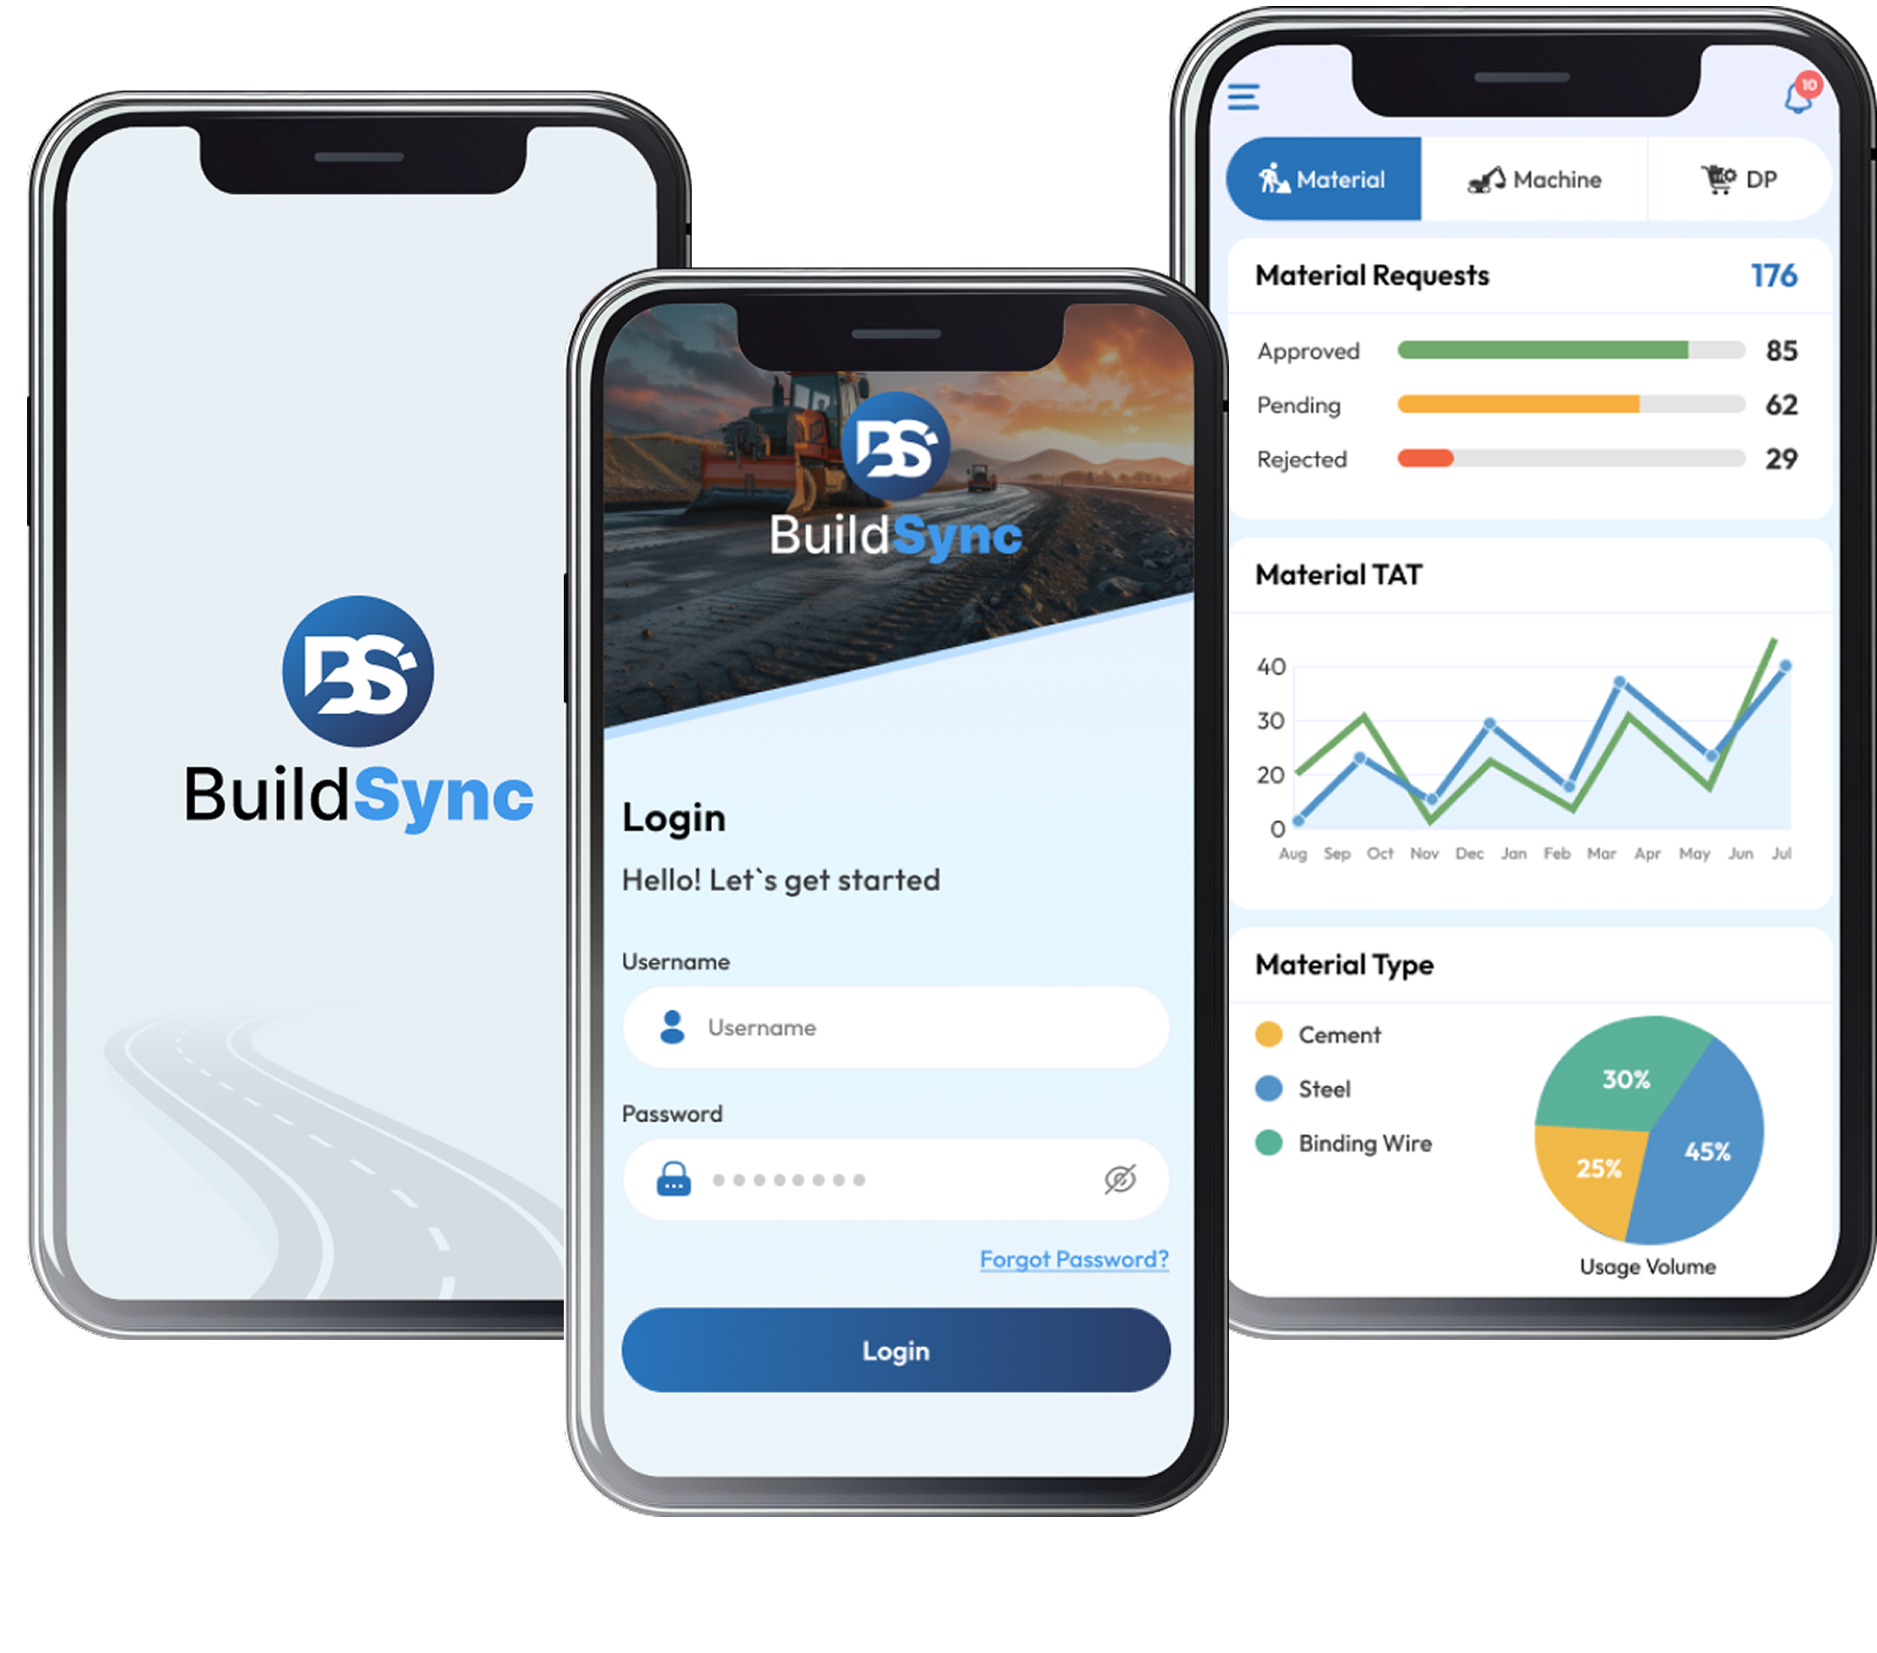 BS
BuildSync
BS
BuildSync
Login
Hello! Let`s get started
Username
Username
Password
Forgot Password?
Login
10
Material Machine DP
Material Requests 176
Approved 85
Pending 62
Rejected 29
Material TAT
40
30
20
0
Aug Sep Oct Nov Dec Jan Feb Mar Apr May Jun Jul
Material Type
Cement
Steel
Binding Wire
30%
45%
25%
Usage Volume